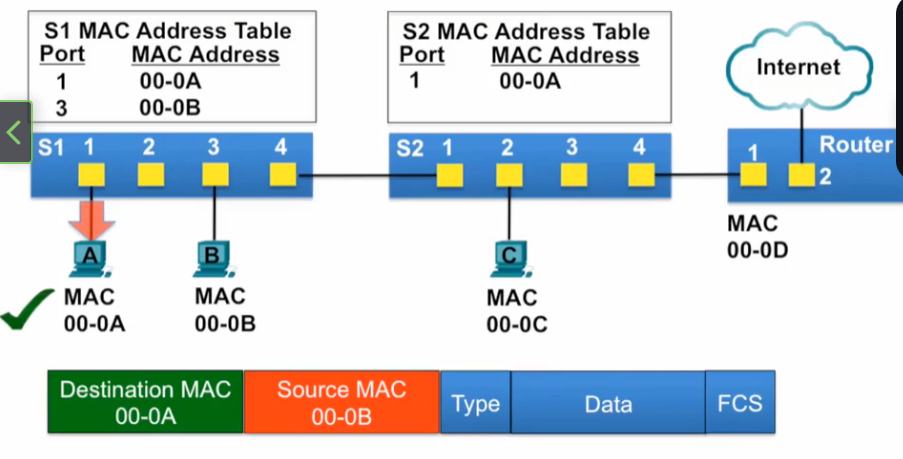 S1 MAC Address Table
Port MAC Address
1 00-0A
3 00-0B
S2 MAC Address Table
Port MAC Address
1 00-0A
Internet
S1 1 2 3 4
S2 1 2 3 4
1 Router
2
A
B
C
MAC
00-0A
MAC
00-0B
MAC
00-0C
MAC
00-0D
Destination MAC
00-0A
Source MAC
00-0B
Type
Data
FCS